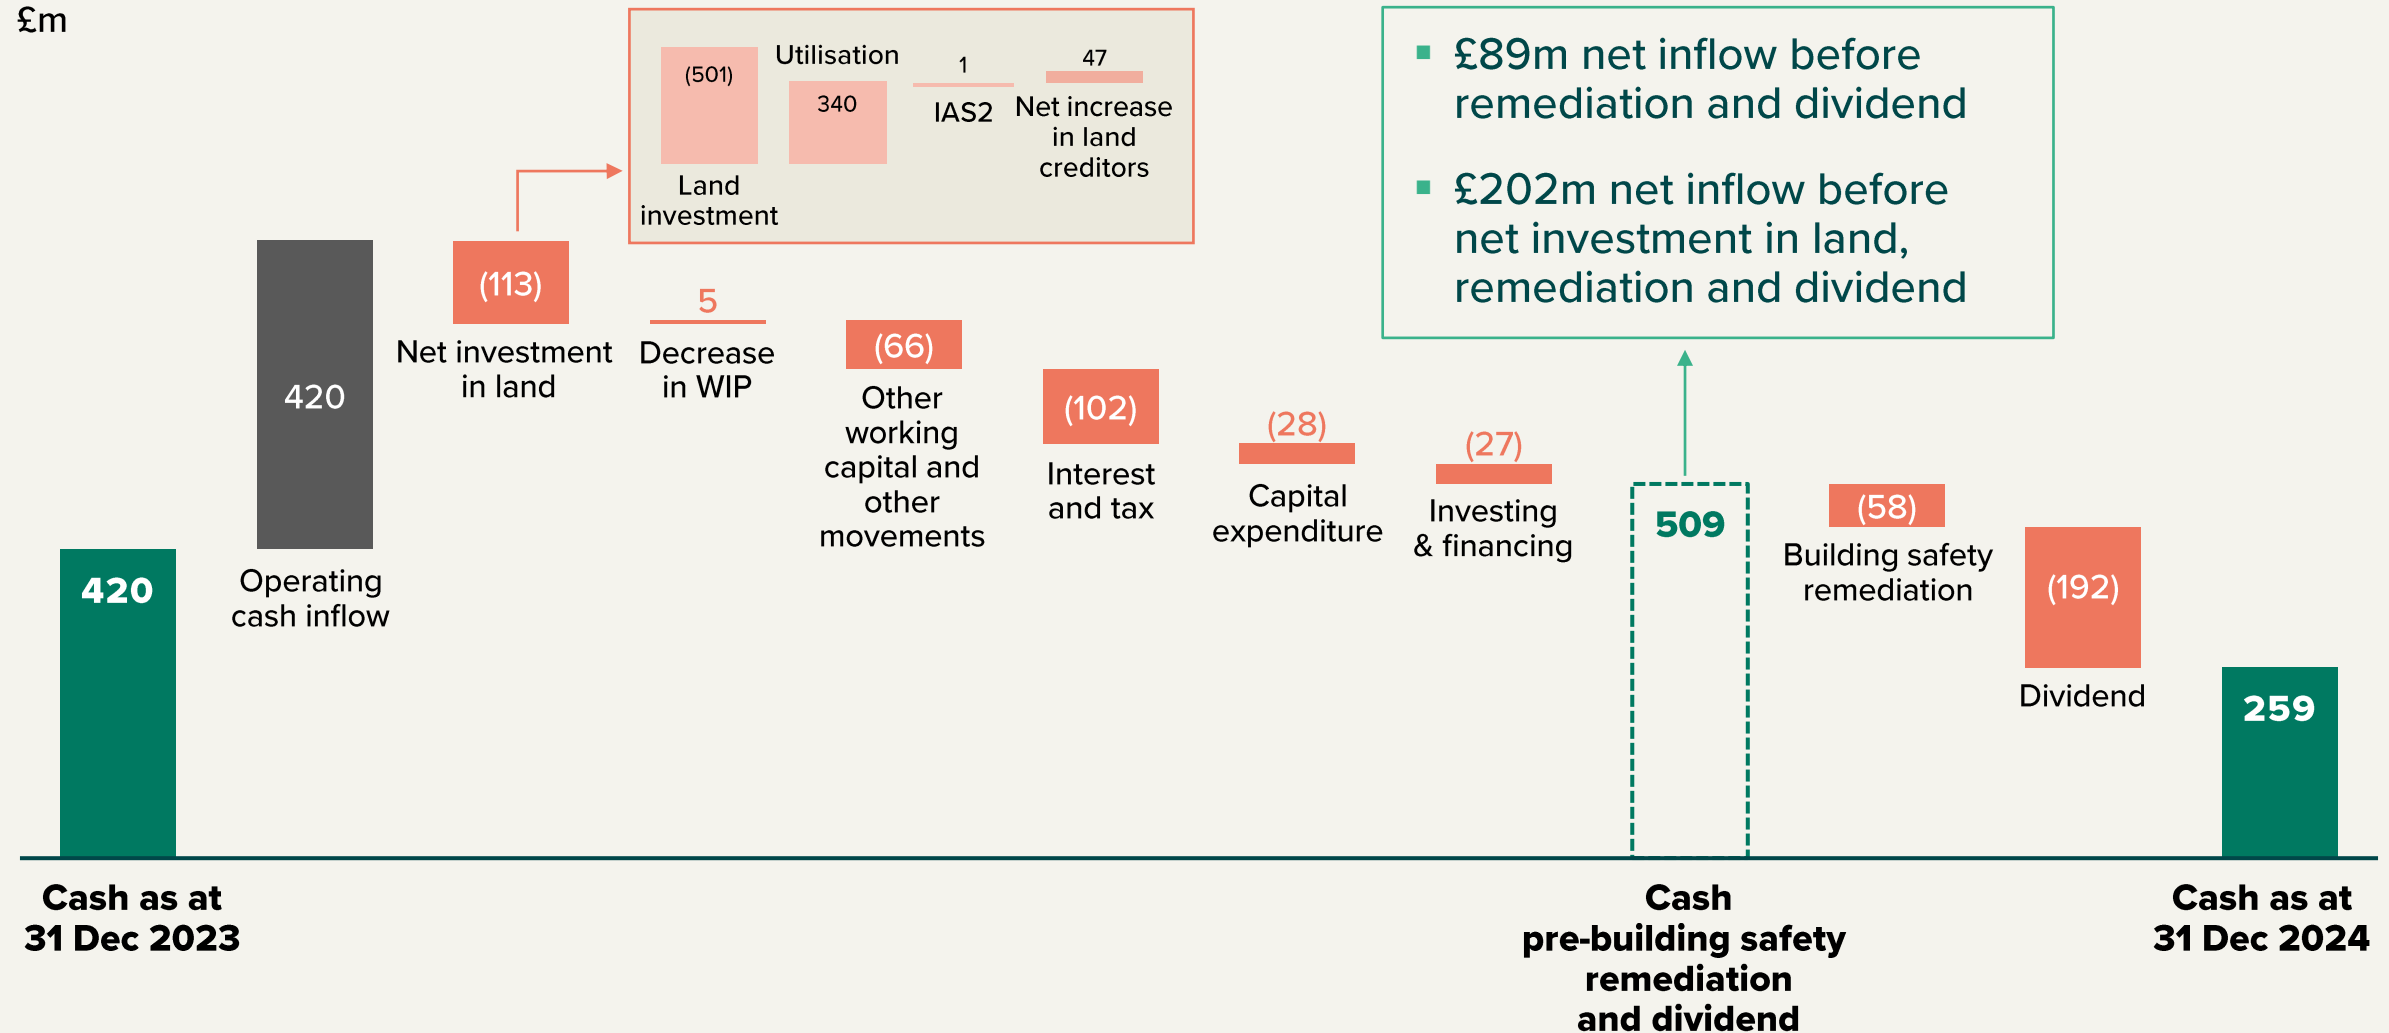 £m
(501)
Land
investment
Utilisation
340
1
IAS2
47
Net increase
in land
creditors
▪ £89m net inflow before
remediation and dividend
▪ £202m net inflow before
net investment in land,
remediation and dividend
420
Cash as at
31 Dec 2023
420
Operating
cash inflow
(113)
Net investment
in land
5
Decrease
in WIP
(66)
Other
working
capital and
other
movements
(102)
Interest
and tax
(28)
Capital
expenditure
(27)
Investing
& financing
509
Cash
pre-building safety
remediation
and dividend
(58)
Building safety
remediation
(192)
Dividend
259
Cash as at
31 Dec 2024